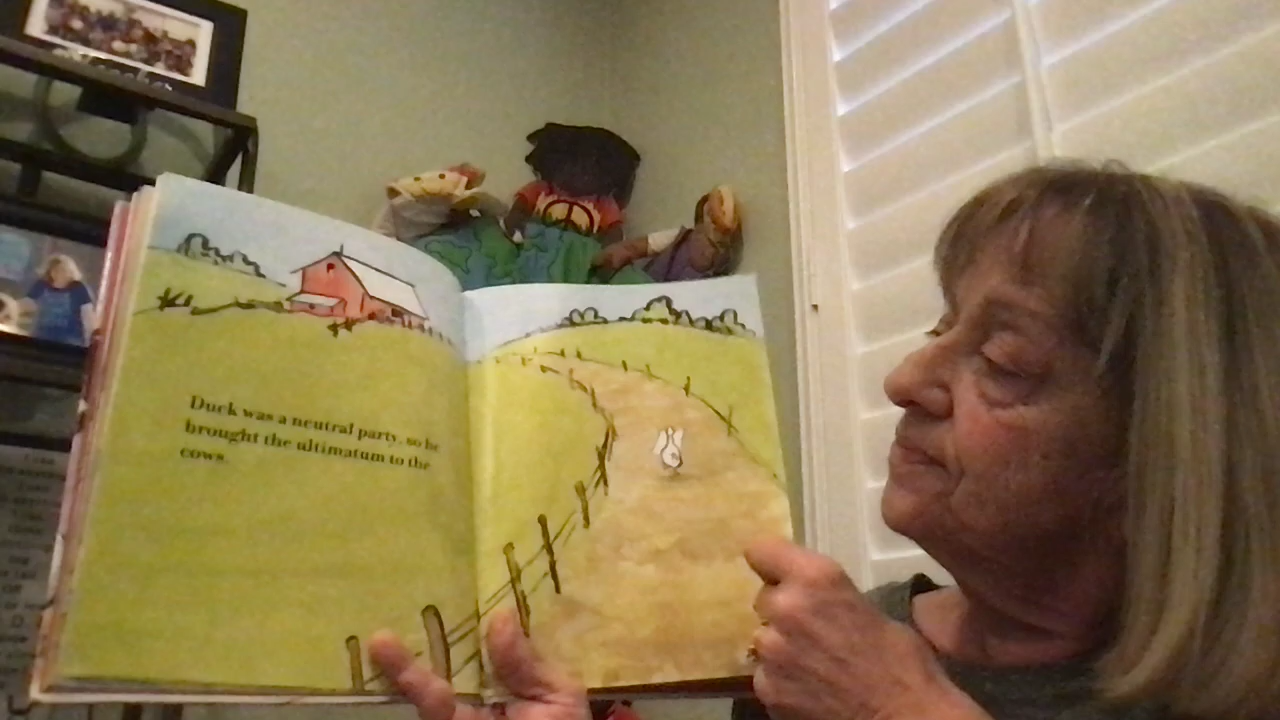 Duck was a neutral party, so he
brought the ultimatum to the
cows.